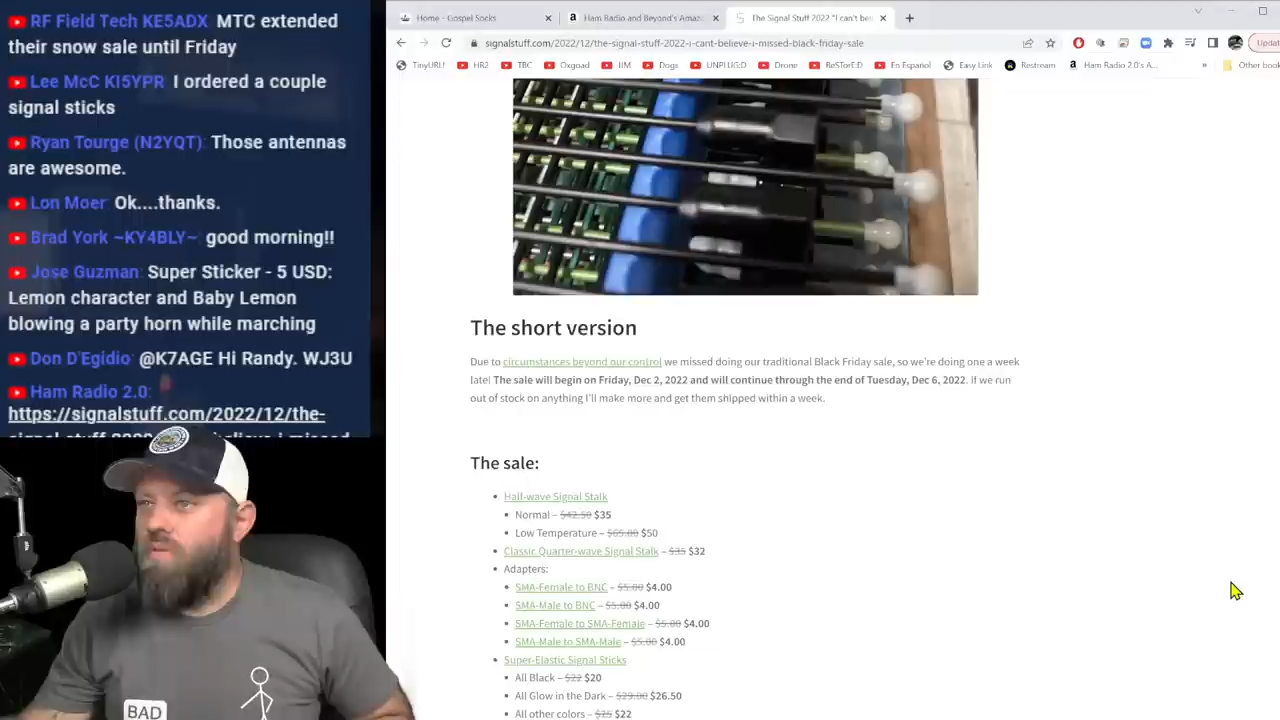 RF Field Tech KE5ADX MTC extended
their snow sale until Friday
Lee McC KI5YPR I ordered a couple
signal sticks
Ryan Tourge (N2YQT): Those antennas
are awesome.
Lon Moer: Ok....thanks.
Brad York ~KY4BLY~ good morning!!
Jose Guzman: Super Sticker - 5 USD:
Lemon character and Baby Lemon
blowing a party horn while marching
Don D'Egidio @K7AGE Hi Randy. WJ3U
Ham Radio 2.0:
https://signalstuff.com/2022/12/the-
BAD
Home - Gospel Socks
Ham Radio and Beyond's Amaz
The Signal Stuff 2022 "I can't be
signalstuff.com/2022/12/the-signal-stuff-2022-i-cant-believe-i-missed-black-friday-sale
Updat
TinyURL! HR2 TBC Oxgoad IIM Dogs UNPLUG:D Drone ReSTorE:D En Español Easy Link Restream Ham Radio 2.0's A... » Other book
The short version
Due to circumstances beyond our control we missed doing our traditional Black Friday sale, so we're doing one a week
late! The sale will begin on Friday, Dec 2, 2022 and will continue through the end of Tuesday, Dec 6, 2022. If we run
out of stock on anything I'll make more and get them shipped within a week.
The sale:
Half-wave Signal Stalk
Normal – $42.50 $35
Low Temperature – $65.00 $50
Classic Quarter-wave Signal Stalk – $35 $32
Adapters:
SMA-Female to BNC – $5.00 $4.00
SMA-Male to BNC – $5.00 $4.00
SMA-Female to SMA-Female – $5.00 $4.00
SMA-Male to SMA-Male – $5.00 $4.00
Super-Elastic Signal Sticks
All Black – $22 $20
All Glow in the Dark – $29.00 $26.50
All other colors – $25 $22